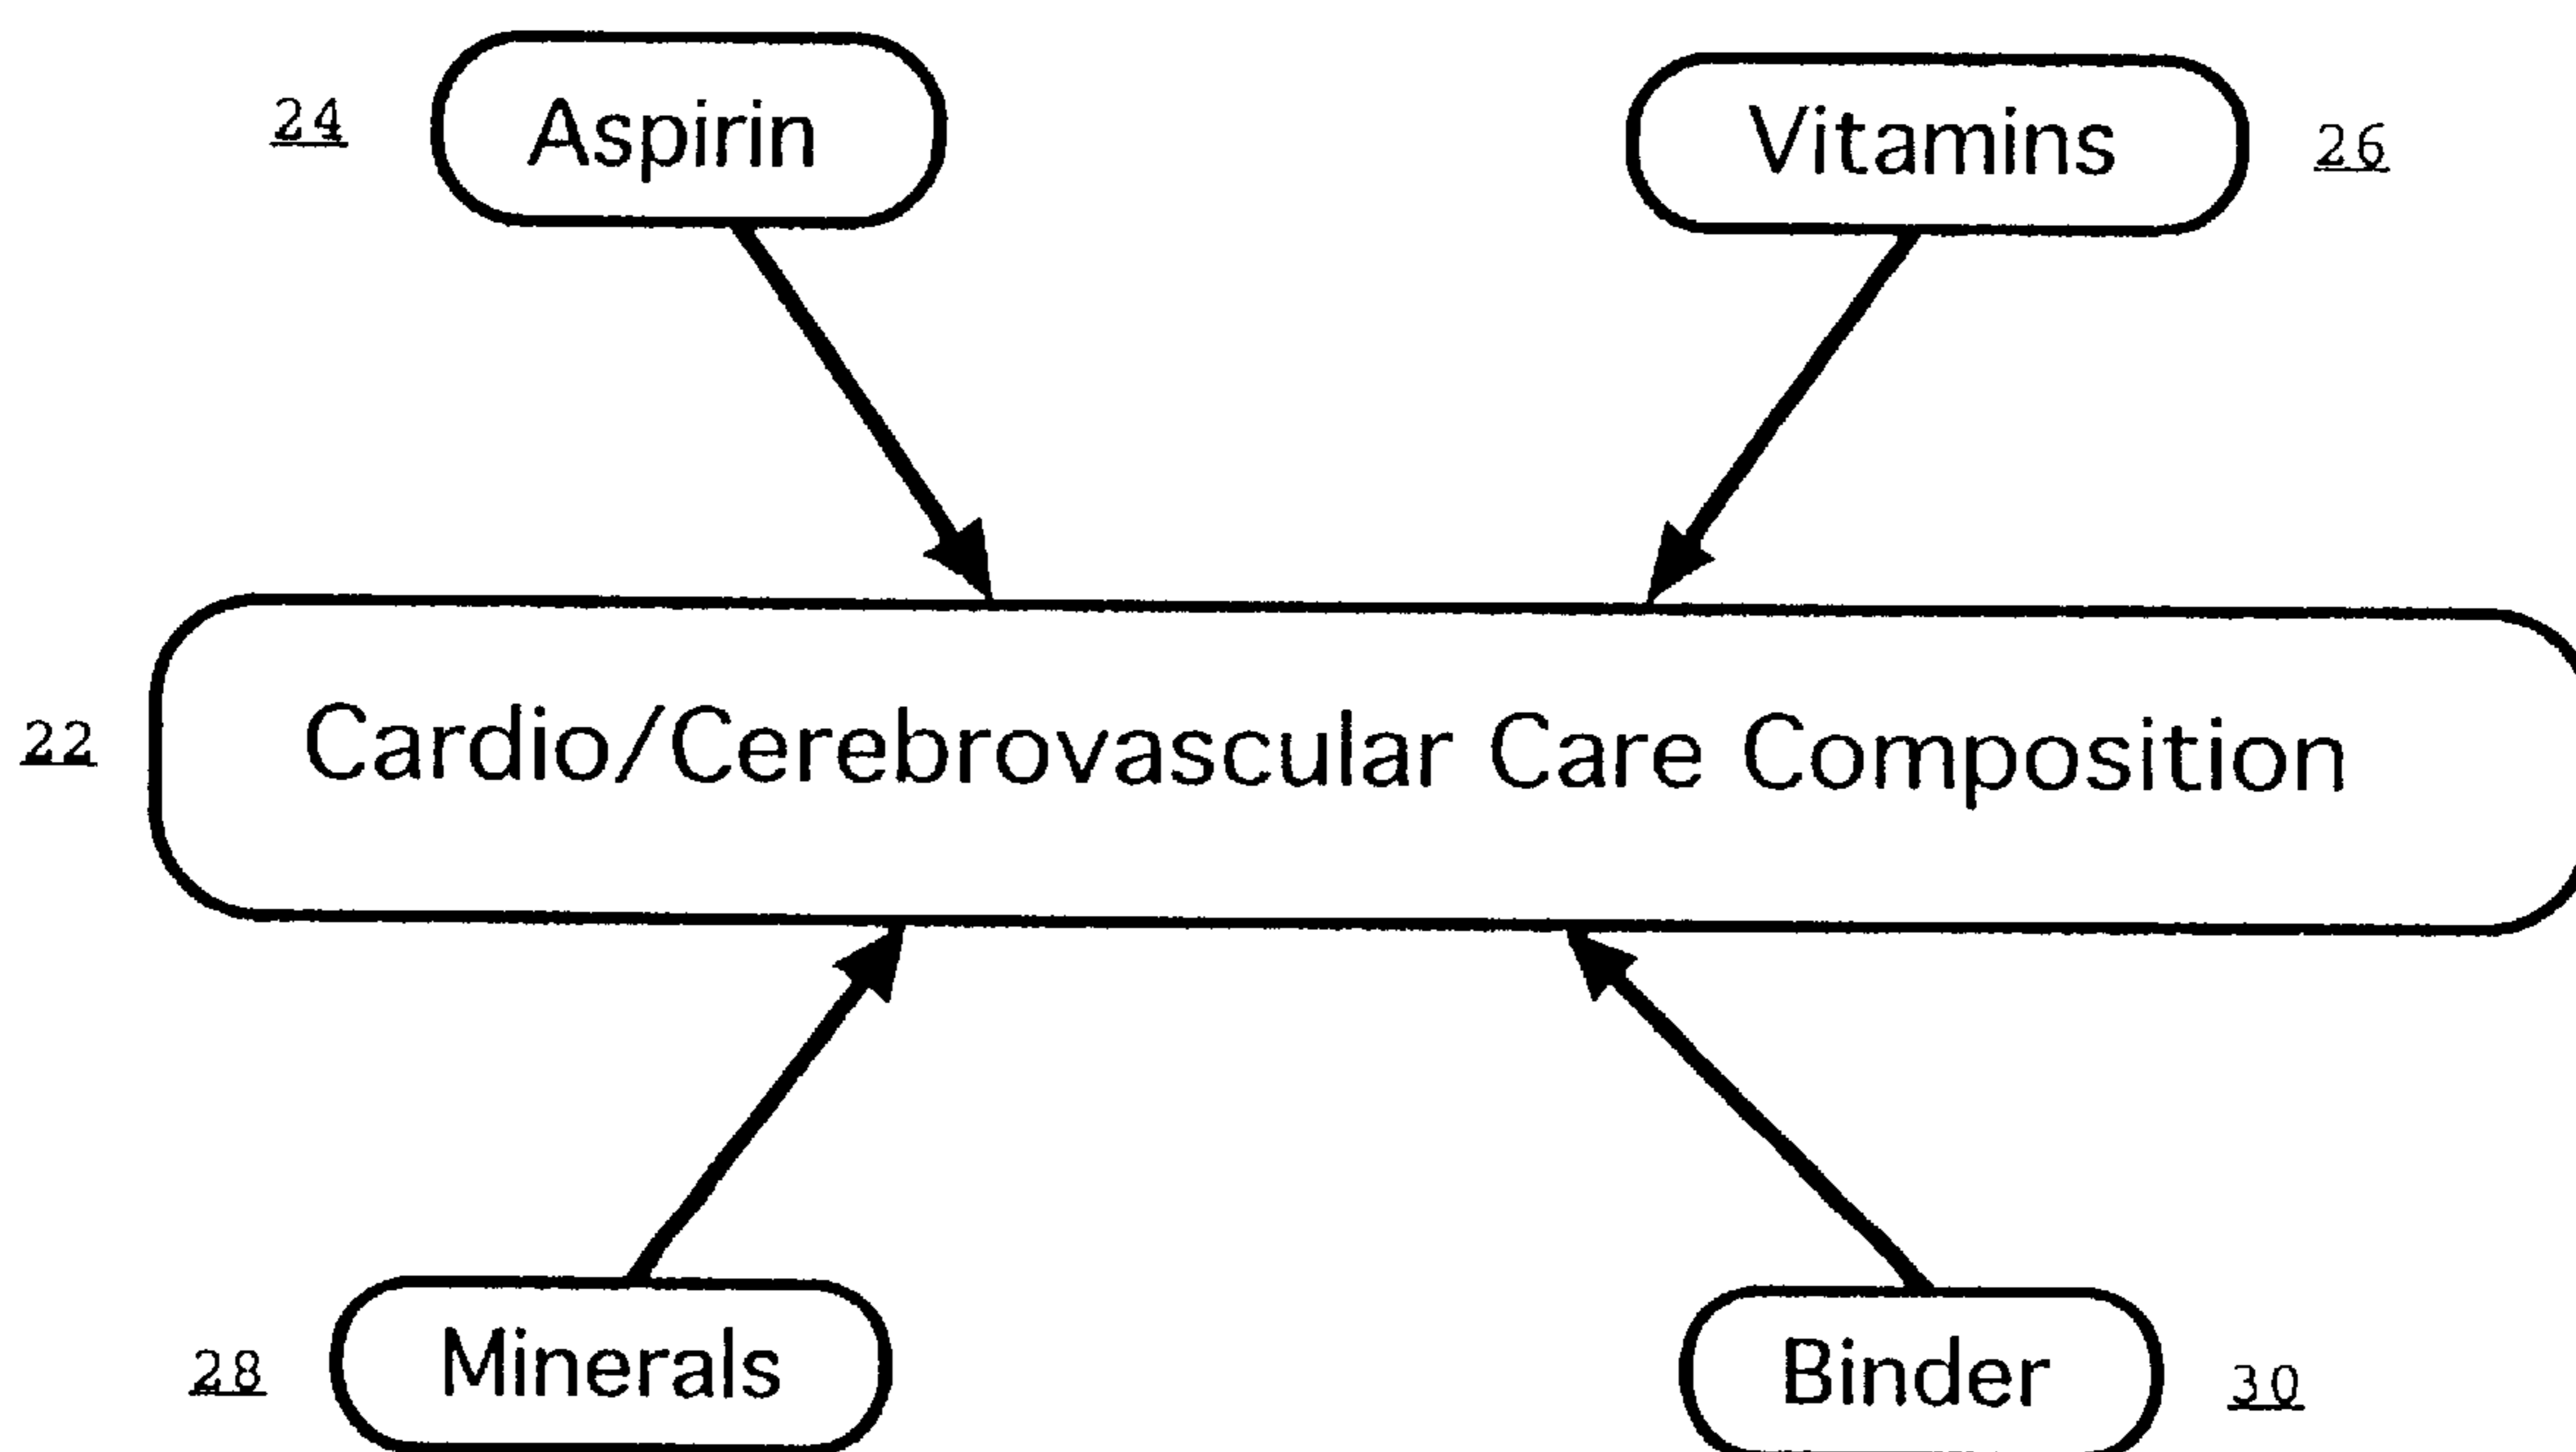 24 Aspirin Vitamins 26
22 Cardio/Cerebrovascular Care Composition
28 Minerals Binder 30